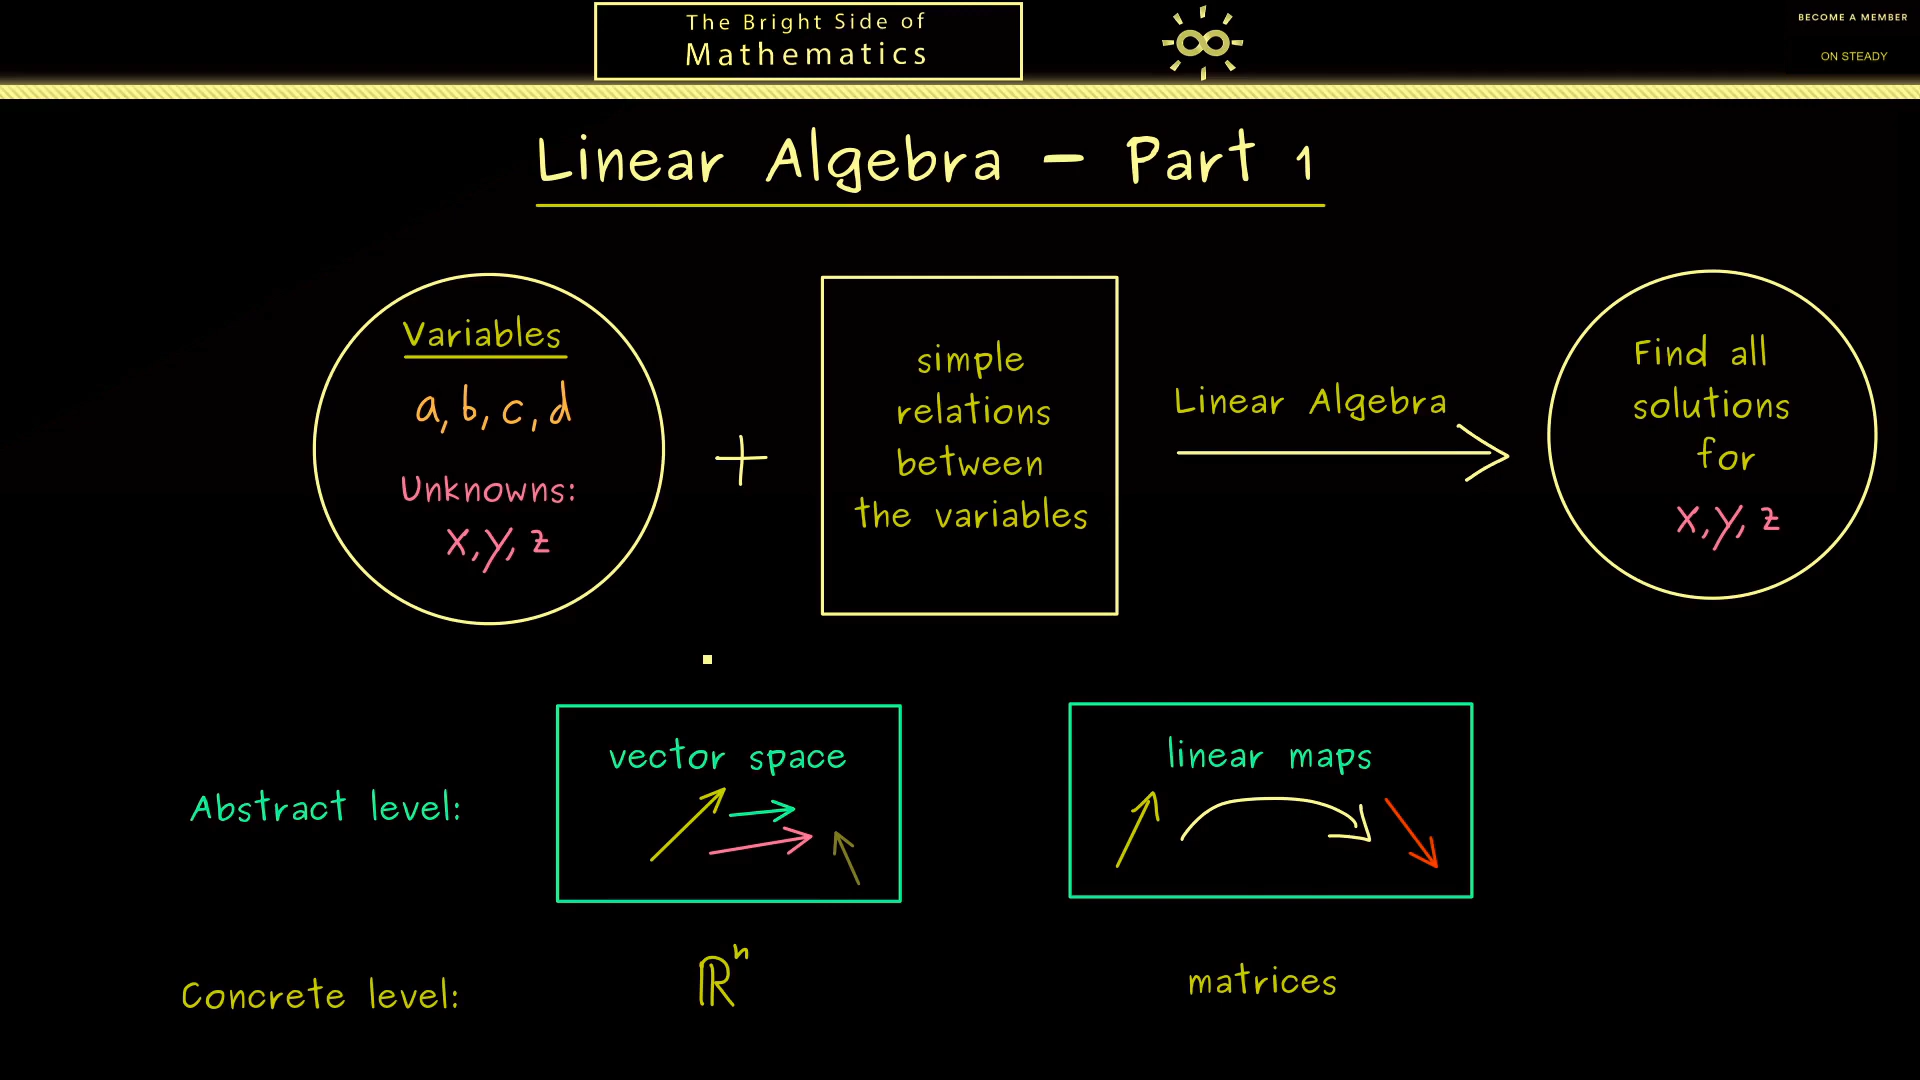 The Bright Side of
Mathematics
BECOME A MEMBER
ON STEADY
Linear Algebra – Part 1
Variables
a, b, c, d
Unknowns:
x, y, z
+
simple
relations
between
the variables
Linear Algebra
Find all
solutions
for
x, y, z
Abstract level:
vector space
linear maps
Concrete level:
ℝⁿ
matrices